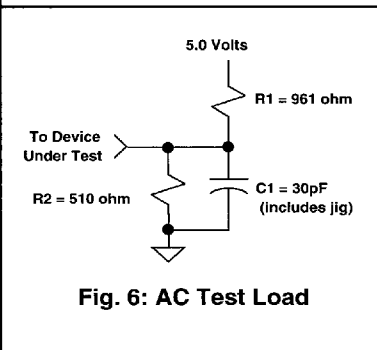 5.0 Volts
R1 = 961 ohm
To Device
Under Test
R2 = 510 ohm
C1 = 30pF
(includes jig)
Fig. 6: AC Test Load